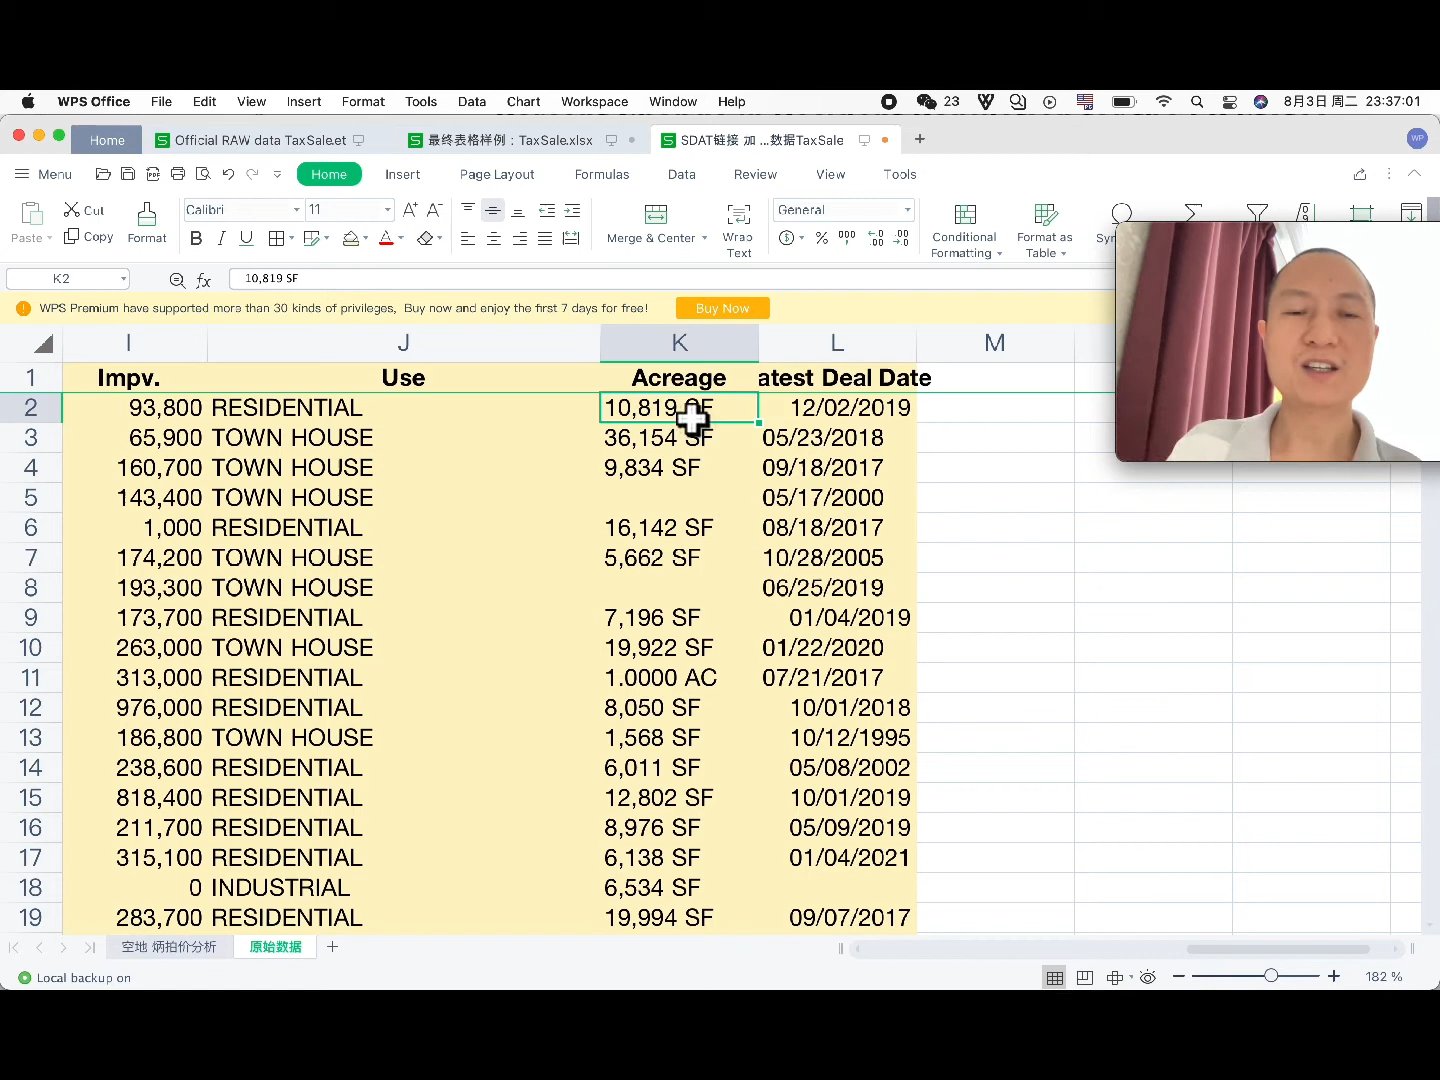 WPS Office File Edit View Insert Format Tools Data Chart Workspace Window Help 23 8月3日 周二 23:37:01
Home Official RAW data TaxSale.et 最终表格样例：TaxSale.xlsx SDAT链接 加 ...数据TaxSale + WP
Menu Home Insert Page Layout Formulas Data Review View Tools
Paste Cut Copy Format Calibri 11 A+ A- B I U A Merge & Center Wrap Text General % 000 Conditional Formatting Format as Table
K2 fx 10,819 SF
WPS Premium have supported more than 30 kinds of privileges, Buy now and enjoy the first 7 days for free! Buy Now
I J K L M
1 Impv. Use Acreage atest Deal Date
2 93,800 RESIDENTIAL 10,819 SF 12/02/2019
3 65,900 TOWN HOUSE 36,154 SF 05/23/2018
4 160,700 TOWN HOUSE 9,834 SF 09/18/2017
5 143,400 TOWN HOUSE 05/17/2000
6 1,000 RESIDENTIAL 16,142 SF 08/18/2017
7 174,200 TOWN HOUSE 5,662 SF 10/28/2005
8 193,300 TOWN HOUSE 06/25/2019
9 173,700 RESIDENTIAL 7,196 SF 01/04/2019
10 263,000 TOWN HOUSE 19,922 SF 01/22/2020
11 313,000 RESIDENTIAL 1.0000 AC 07/21/2017
12 976,000 RESIDENTIAL 8,050 SF 10/01/2018
13 186,800 TOWN HOUSE 1,568 SF 10/12/1995
14 238,600 RESIDENTIAL 6,011 SF 05/08/2002
15 818,400 RESIDENTIAL 12,802 SF 10/01/2019
16 211,700 RESIDENTIAL 8,976 SF 05/09/2019
17 315,100 RESIDENTIAL 6,138 SF 01/04/2021
18 0 INDUSTRIAL 6,534 SF
19 283,700 RESIDENTIAL 19,994 SF 09/07/2017
空地 炳拍价分析 原始数据 +
Local backup on 182 %